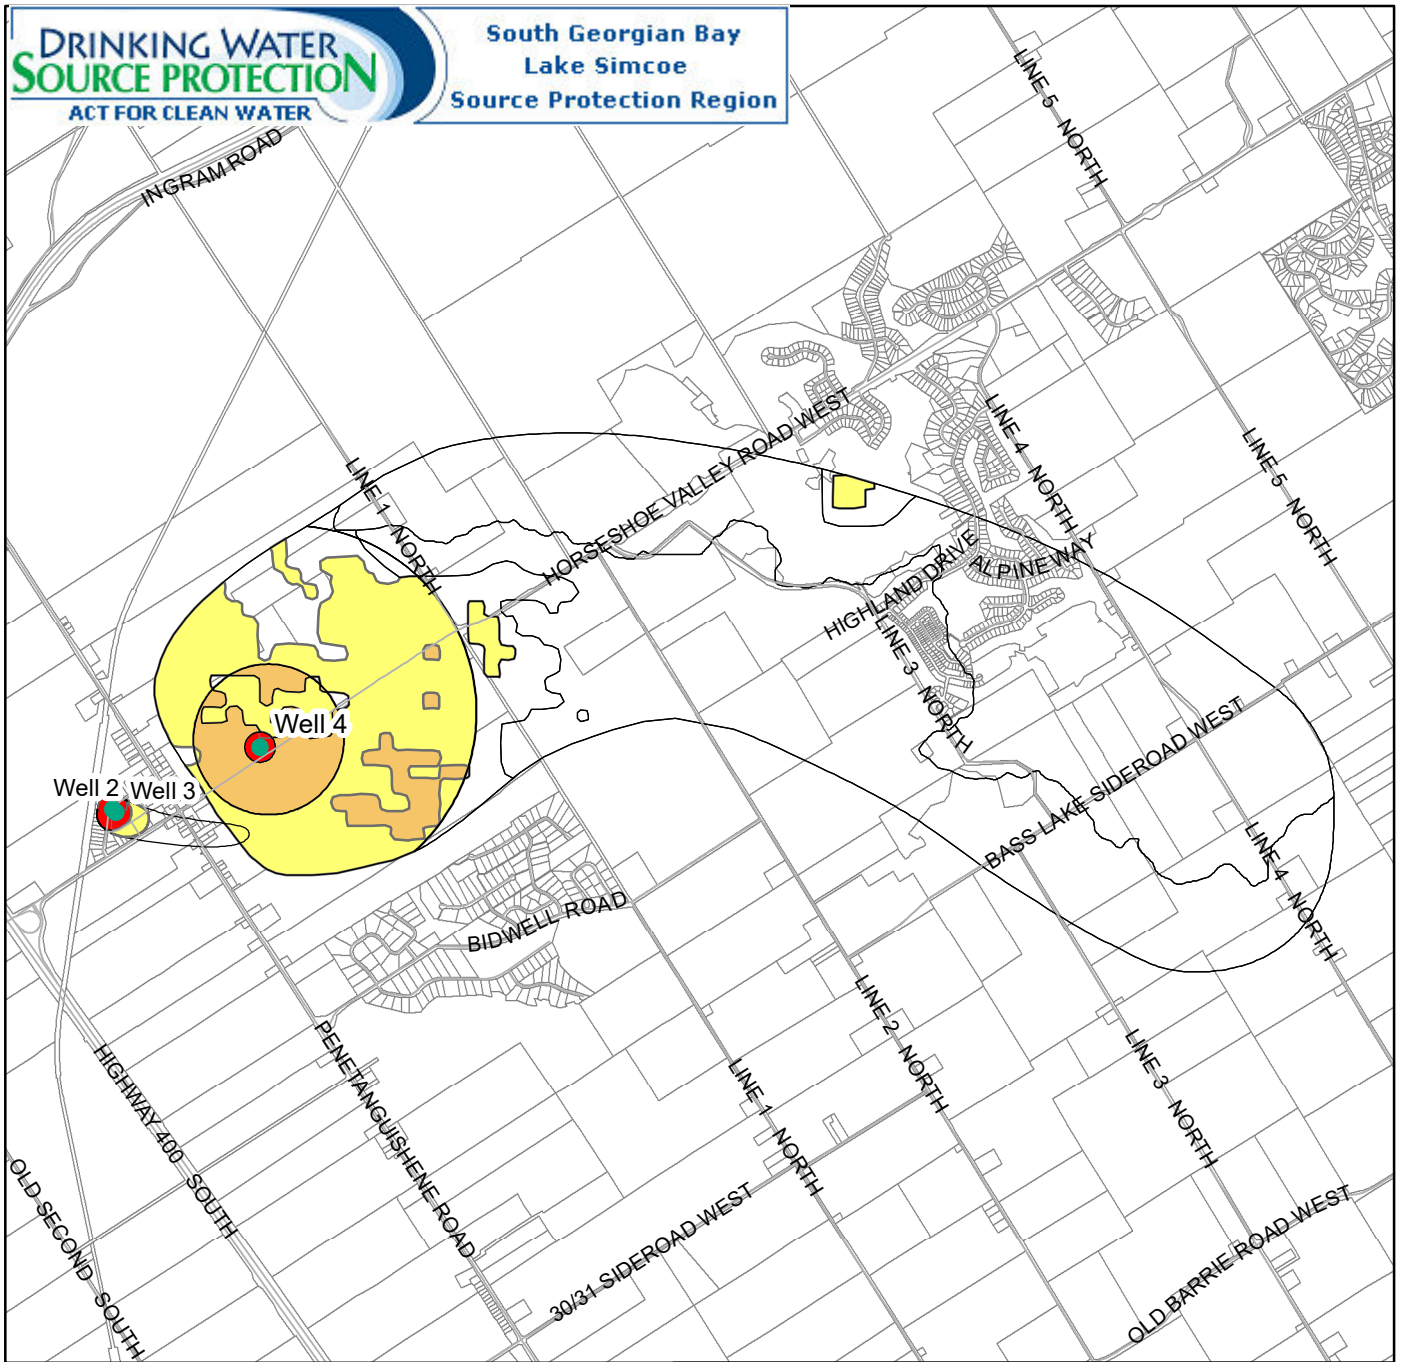 DRINKING WATER
SOURCE PROTECTION
ACT FOR CLEAN WATER
South Georgian Bay
Lake Simcoe
Source Protection Region
INGRAM ROAD
LINE 5 NORTH
LINE 1 NORTH
HORSESHOE VALLEY ROAD WEST
LINE 4 NORTH
LINE 5 NORTH
HIGHLAND DRIVE
ALPINE WAY
LINE 3 NORTH
Well 4
Well 2
Well 3
BASS LAKE SIDEROAD WEST
LINE 4 NORTH
BIDWELL ROAD
LINE 2 NORTH
PENETANGUISHENE ROAD
HIGHWAY 400 SOUTH
LINE 1 NORTH
LINE 3 NORTH
OLD SECOND SOUTH
30/31 SIDEROAD WEST
OLD BARRIE ROAD WEST